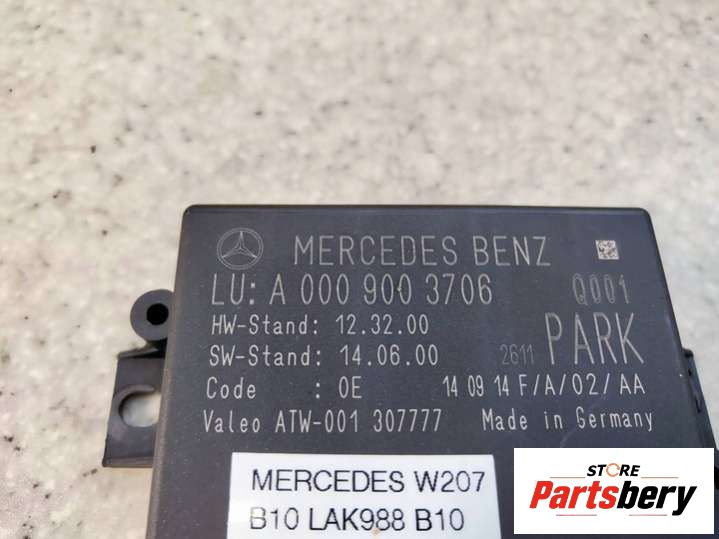 MERCEDES BENZ
LU: A 000 900 3706 Q001
HW-Stand: 12.32.00
SW-Stand: 14.06.00 2611 PARK
Code : 0E 14 09 14 F/A/02/AA
Valeo ATW-001 307777 Made in Germany
MERCEDES W207
B10 LAK988 B10
STORE
Partsbery